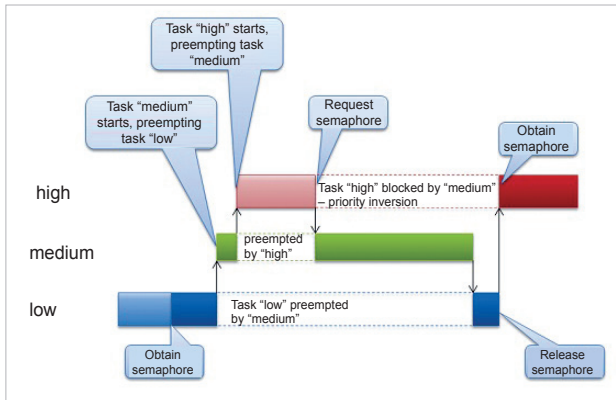 Task “high” starts,
preempting task
“medium”
Task “medium”
starts, preempting
task “low”
Request
semaphore
Obtain
semaphore
high
Task “high” blocked by “medium”
– priority inversion
medium
preempted
by “high”
low
Task “low” preempted
by “medium”
Obtain
semaphore
Release
semaphore